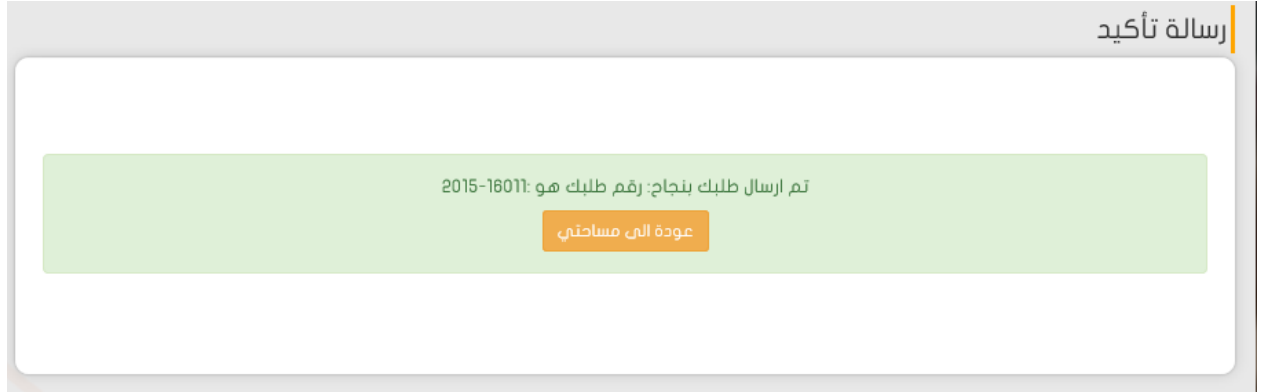 رسالة تأكيد
تم ارسال طلبك بنجاح: رقم طلبك هو :16011-2015
عودة الى مساحتي